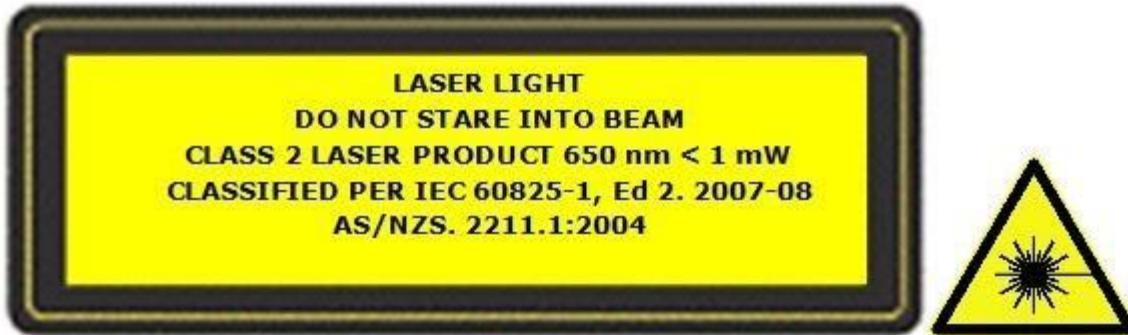 LASER LIGHT
DO NOT STARE INTO BEAM
CLASS 2 LASER PRODUCT 650 nm < 1 mW
CLASSIFIED PER IEC 60825-1, Ed 2. 2007-08
AS/NZS. 2211.1:2004